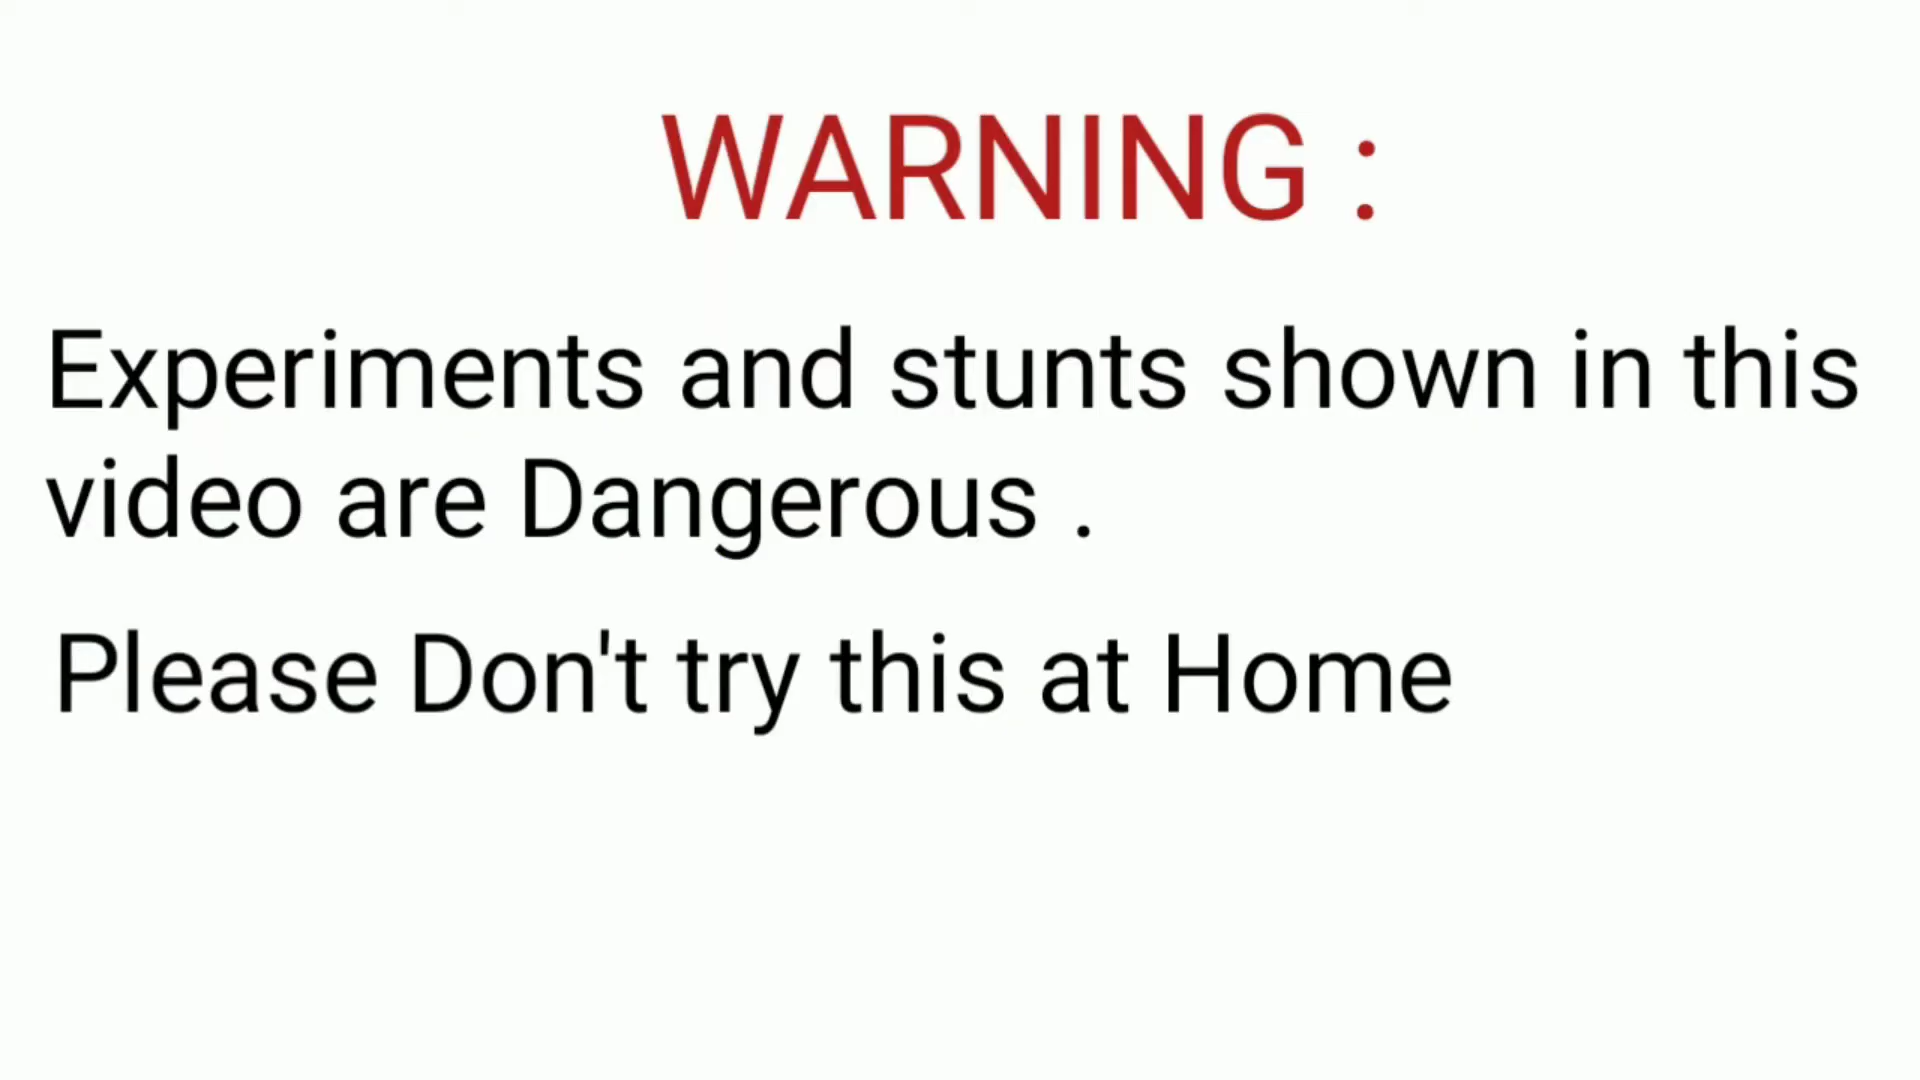 WARNING :
Experiments and stunts shown in this
video are Dangerous .
Please Don't try this at Home